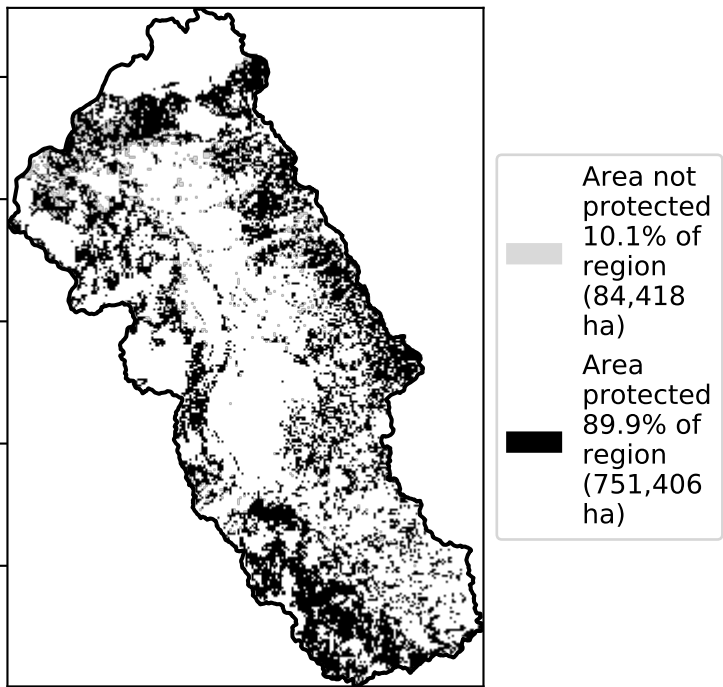 Area not
protected
10.1% of
region
(84,418
ha)
Area
protected
89.9% of
region
(751,406
ha)